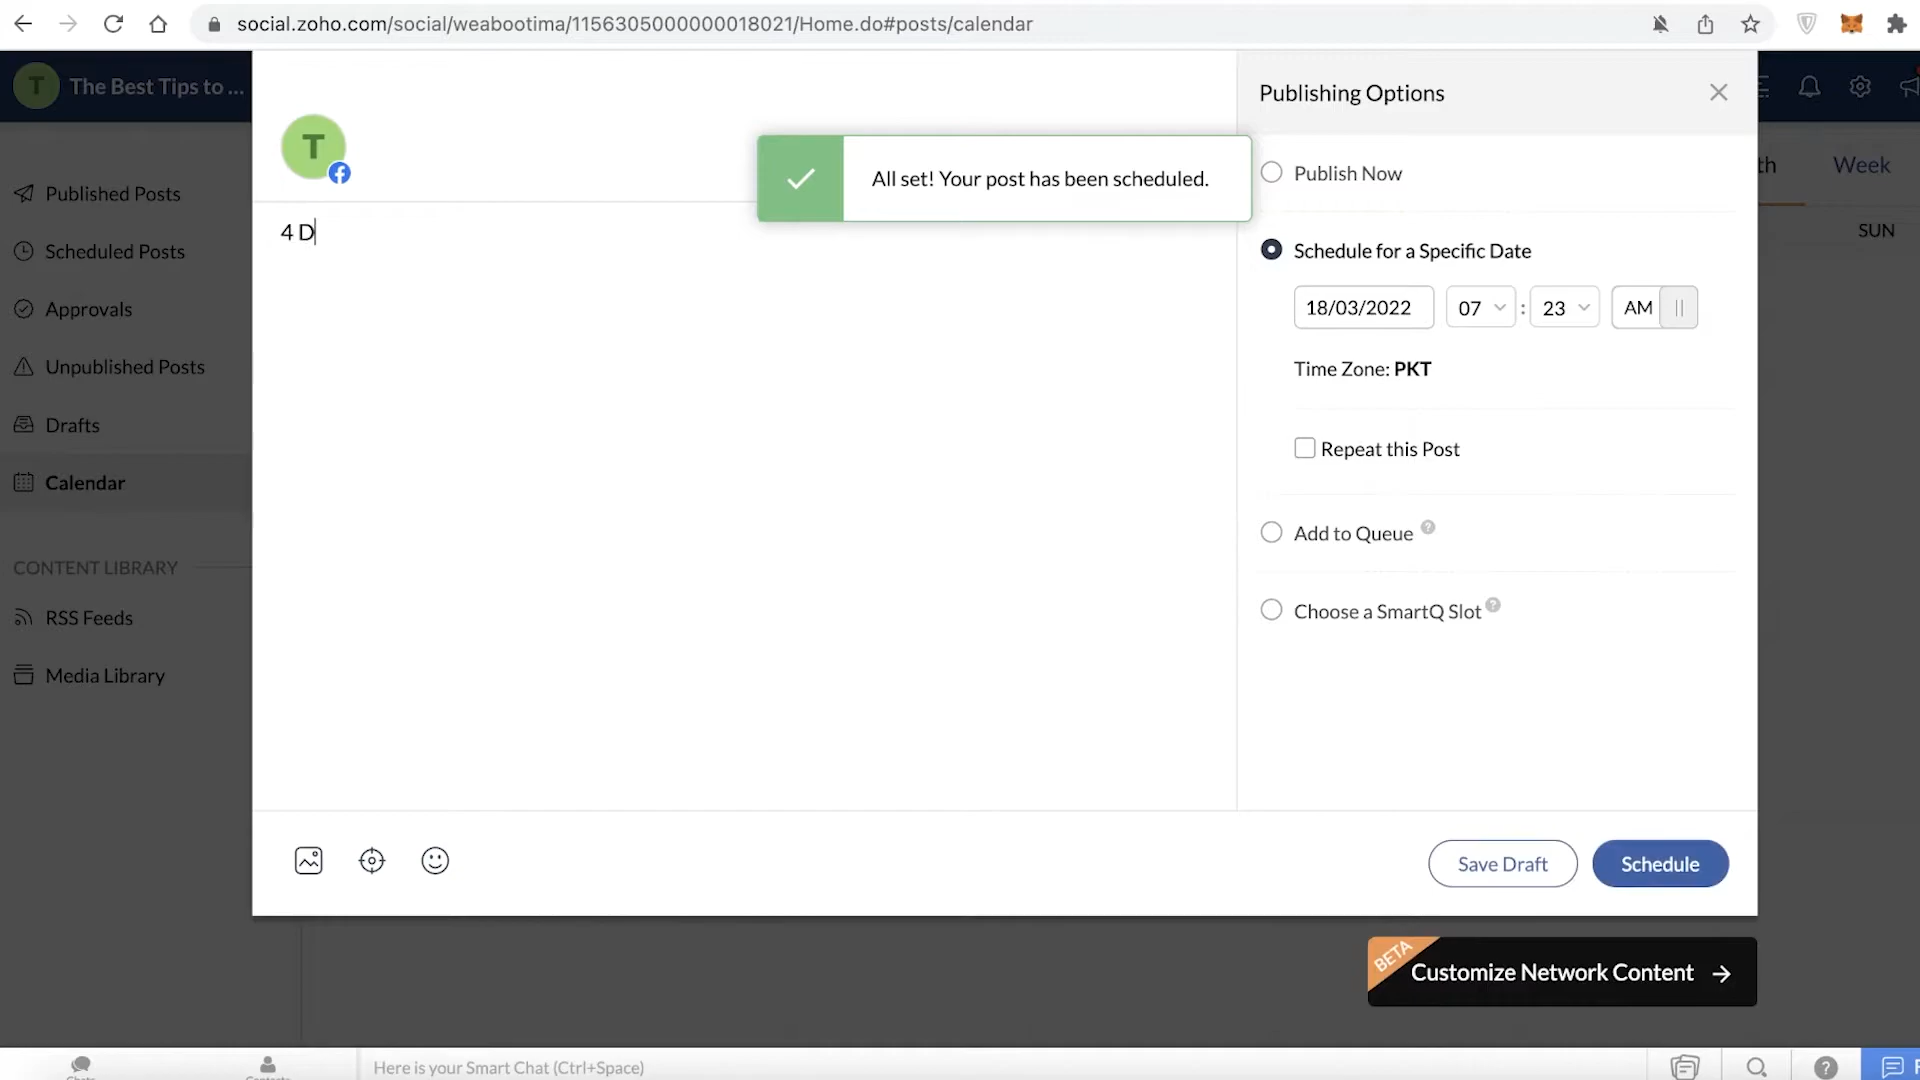 social.zoho.com/social/weabootima/1156305000000018021/Home.do#posts/calendar
T
The Best Tips to ...
Published Posts
Scheduled Posts
Approvals
Unpublished Posts
Drafts
Calendar
CONTENT LIBRARY
RSS Feeds
Media Library
T
4 D
All set! Your post has been scheduled.
Publishing Options
Publish Now
Schedule for a Specific Date
18/03/2022 07 : 23 AM
Time Zone: PKT
Repeat this Post
Add to Queue ?
Choose a SmartQ Slot ?
Save Draft
Schedule
th
Week
SUN
BETA
Customize Network Content
Here is your Smart Chat (Ctrl+Space)
?